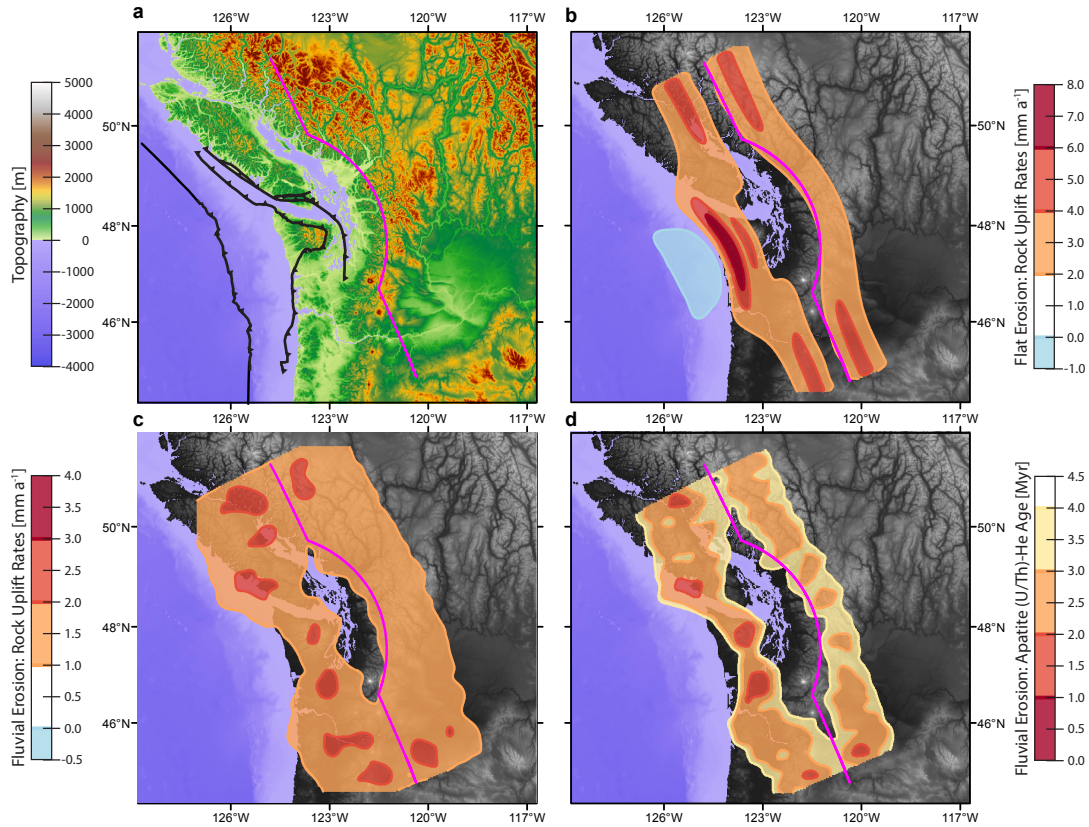 a
126°W 123°W 120°W 117°W
50°N
48°N
46°N
126°W 123°W 120°W 117°W
Topography [m]
5000
4000
3000
2000
1000
0
-1000
-2000
-3000
-4000
b
126°W 123°W 120°W 117°W
50°N
48°N
46°N
126°W 123°W 120°W 117°W
Flat Erosion: Rock Uplift Rates [mm a⁻¹]
8.0
7.0
6.0
5.0
4.0
3.0
2.0
1.0
0.0
-1.0
c
50°N
48°N
46°N
126°W 123°W 120°W 117°W
Fluvial Erosion: Rock Uplift Rates [mm a⁻¹]
4.0
3.5
3.0
2.5
2.0
1.5
1.0
0.5
0.0
-0.5
d
50°N
48°N
46°N
126°W 123°W 120°W 117°W
Fluvial Erosion: Apatite (U/Th)-He Age [Myr]
4.5
4.0
3.5
3.0
2.5
2.0
1.5
1.0
0.5
0.0